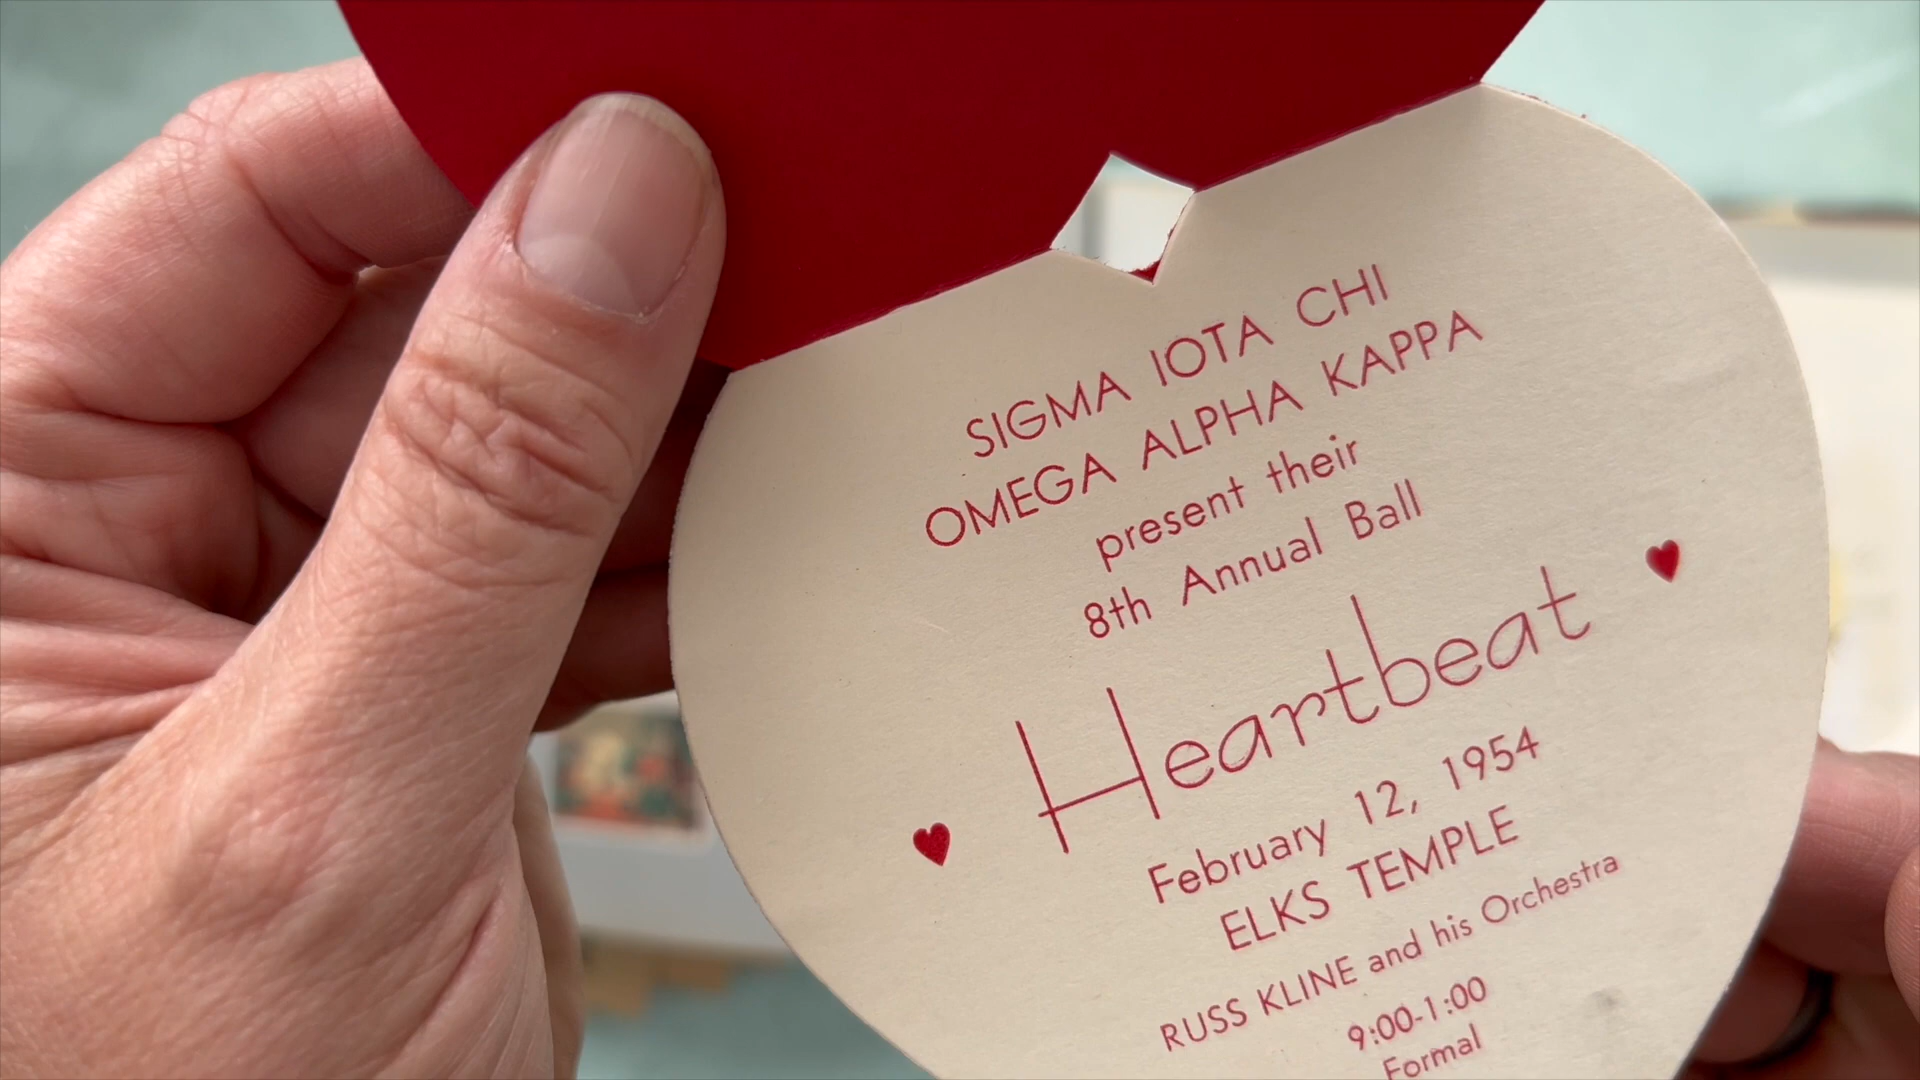 SIGMA IOTA CHI
OMEGA ALPHA KAPPA
present their
8th Annual Ball
Heartbeat
February 12, 1954
ELKS TEMPLE
RUSS KLINE and his Orchestra
9:00-1:00
Formal